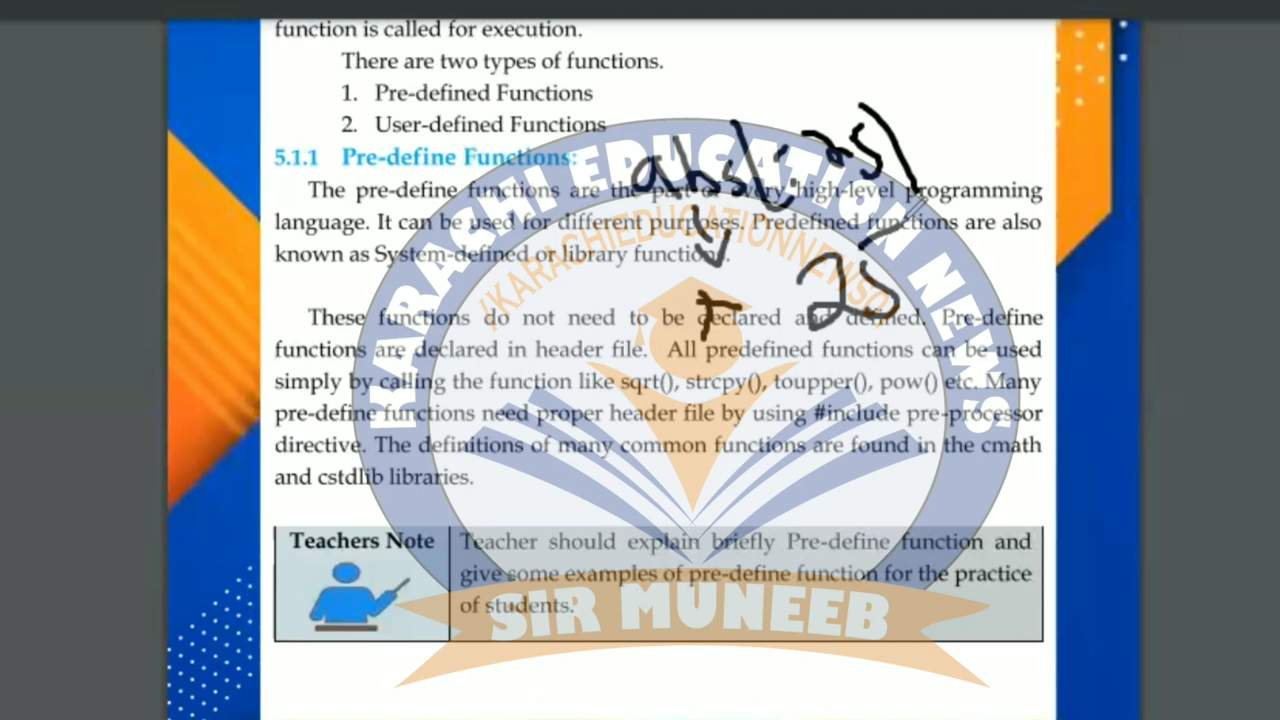 function is called for execution.
There are two types of functions.
1. Pre-defined Functions
2. User-defined Functions
5.1.1 Pre-define Functions:
The pre-define functions are the part of every high-level programming
language. It can be used for different purposes. Predefined functions are also
known as System-defined or library functions.
These functions do not need to be declared and defined. Pre-define
functions are declared in header file. All predefined functions can be used
simply by calling the function like sqrt(), strcpy(), toupper(), pow() etc. Many
pre-define functions need proper header file by using #include pre-processor
directive. The definitions of many common functions are found in the cmath
and cstdlib libraries.
Teachers Note
Teacher should explain briefly Pre-define function and
give some examples of pre-define function for the practice
of students.
abs(-25)
25
KARACHI EDUCATION NEWS
/KARACHIEDUCATIONNEWSO
SIR MUNEEB